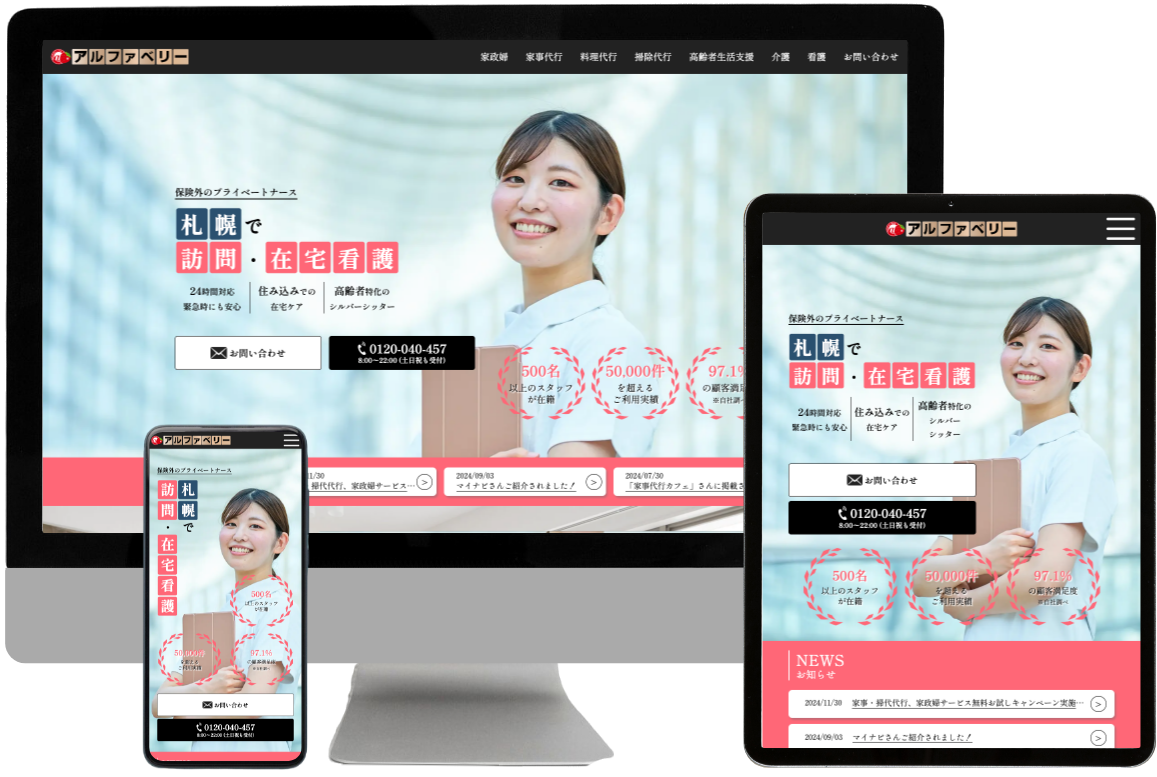 アルファベリー
家政婦 家事代行 料理代行 掃除代行 高齢者生活支援 介護 看護 お問い合わせ
保険外のプライベートナース
札幌で
訪問・在宅看護
24時間対応
緊急時にも安心
住み込みでの
在宅ケア
高齢者特化の
シルバーシッター
お問い合わせ
0120-040-457
8:00〜22:00 (土日祝も受付)
500名
以上のスタッフ
が在籍
50,000件
を超える
ご利用実績
97.1%
の顧客満足
※自社調べ
11/30
掃代代行、家政婦サービス…
2024/09/03
マイナビさんご紹介されました!
2024/07/30
「家事代行カフェ」さんに掲載さ
アルファベリー
保険外のプライベートナース
札幌で
訪問・在宅看護
500名
以上のスタッフ
が在籍
50,000件
を超える
ご利用実績
97.1%
の顧客満足度
※自社調べ
お問い合わせ
0120-040-457
8:00〜22:00 (土日祝も受付)
アルファベリー
保険外のプライベートナース
札幌で
訪問・在宅看護
24時間対応
緊急時にも安心
住み込みでの
在宅ケア
高齢者特化の
シルバー
シッター
お問い合わせ
0120-040-457
8:00〜22:00 (土日祝も受付)
500名
以上のスタッフ
が在籍
50,000件
を超える
ご利用実績
97.1%
の顧客満足度
※自社調べ
NEWS
お知らせ
2024/11/30 家事・掃代代行、家政婦サービス無料お試しキャンペーン実施…
2024/09/03 マイナビさんご紹介されました!